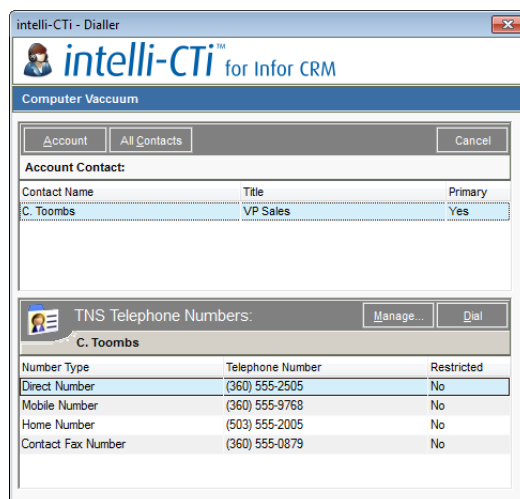 intelli-CTi - Dialler
intelli-CTi™ for Infor CRM
Computer Vaccuum
Account All Contacts Cancel
Account Contact:
Contact Name Title Primary
C. Toombs VP Sales Yes
TNS Telephone Numbers: Manage... Dial
C. Toombs
Number Type Telephone Number Restricted
Direct Number (360) 555-2505 No
Mobile Number (360) 555-9768 No
Home Number (503) 555-2005 No
Contact Fax Number (360) 555-0879 No